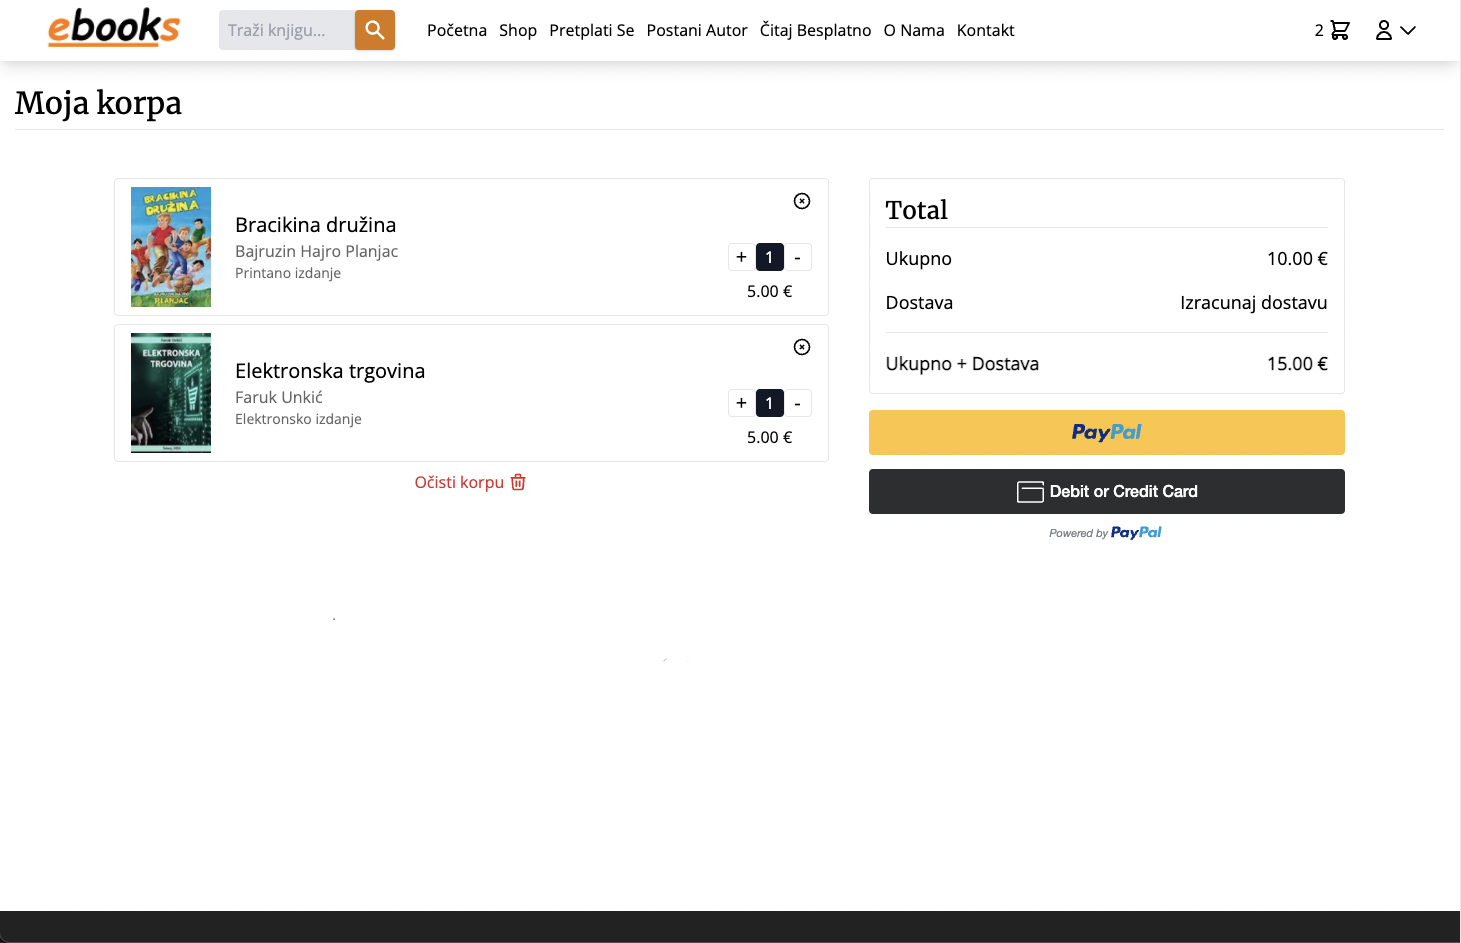 ebooks
Traži knjigu...
Početna Shop Pretplati Se Postani Autor Čitaj Besplatno O Nama Kontakt
2
Moja korpa
BRACIKINA
DRUŽINA
PLANJAC
Bracikina družina
Bajruzin Hajro Planjac
Printano izdanje
+ 1 -
5.00 €
ELEKTRONSKA
TRGOVINA
Elektronska trgovina
Faruk Unkić
Elektronsko izdanje
+ 1 -
5.00 €
Očisti korpu
Total
Ukupno 10.00 €
Dostava Izracunaj dostavu
Ukupno + Dostava 15.00 €
PayPal
Debit or Credit Card
Powered by PayPal